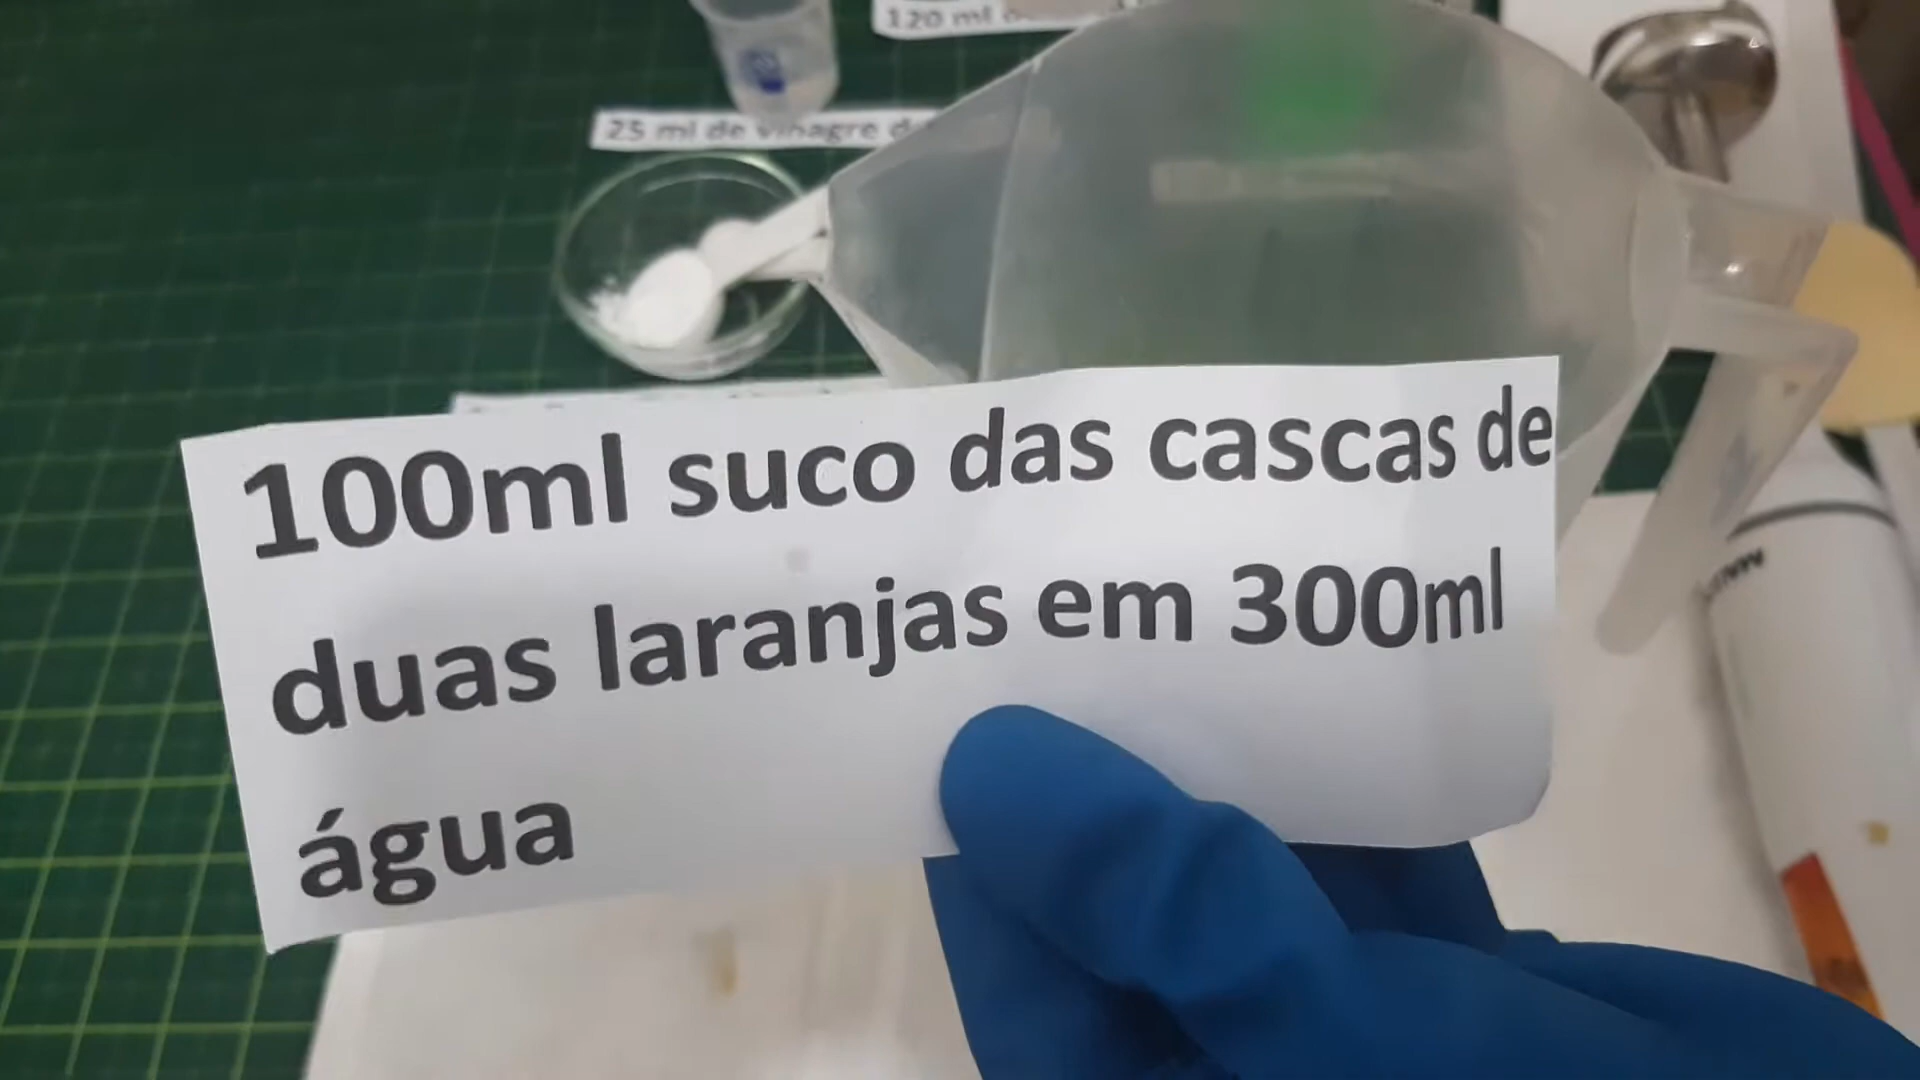 120 ml
25 ml de vinagre
100ml suco das cascas de
duas laranjas em 300ml
água